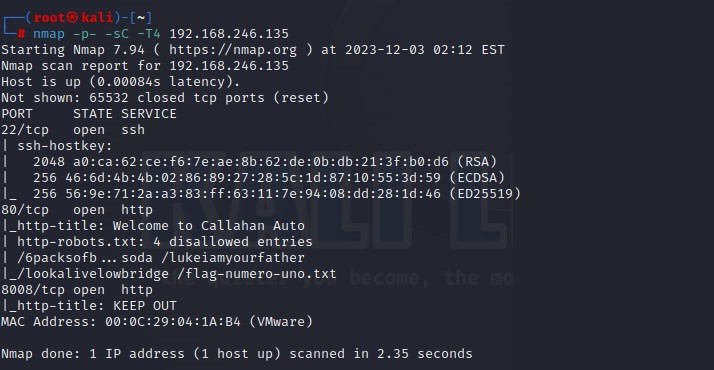 ┌──(root㉿kali)-[~]
└─# nmap -p- -sC -T4 192.168.246.135
Starting Nmap 7.94 ( https://nmap.org ) at 2023-12-03 02:12 EST
Nmap scan report for 192.168.246.135
Host is up (0.00084s latency).
Not shown: 65532 closed tcp ports (reset)
PORT     STATE SERVICE
22/tcp   open  ssh
| ssh-hostkey:
|   2048 a0:ca:62:ce:f6:7e:ae:8b:62:de:0b:db:21:3f:b0:d6 (RSA)
|   256 46:6d:4b:4b:02:86:89:27:28:5c:1d:87:10:55:3d:59 (ECDSA)
|_  256 56:9e:71:2a:a3:83:ff:63:11:7e:94:08:dd:28:1d:46 (ED25519)
80/tcp   open  http
|_http-title: Welcome to Callahan Auto
| http-robots.txt: 4 disallowed entries
| /6packsofb...soda /lukeiamyourfather
|_/lookalivelowbridge /flag-numero-uno.txt
8008/tcp open  http
|_http-title: KEEP OUT
MAC Address: 00:0C:29:04:1A:B4 (VMware)
Nmap done: 1 IP address (1 host up) scanned in 2.35 seconds
KALI L
the quieter you become, the mo